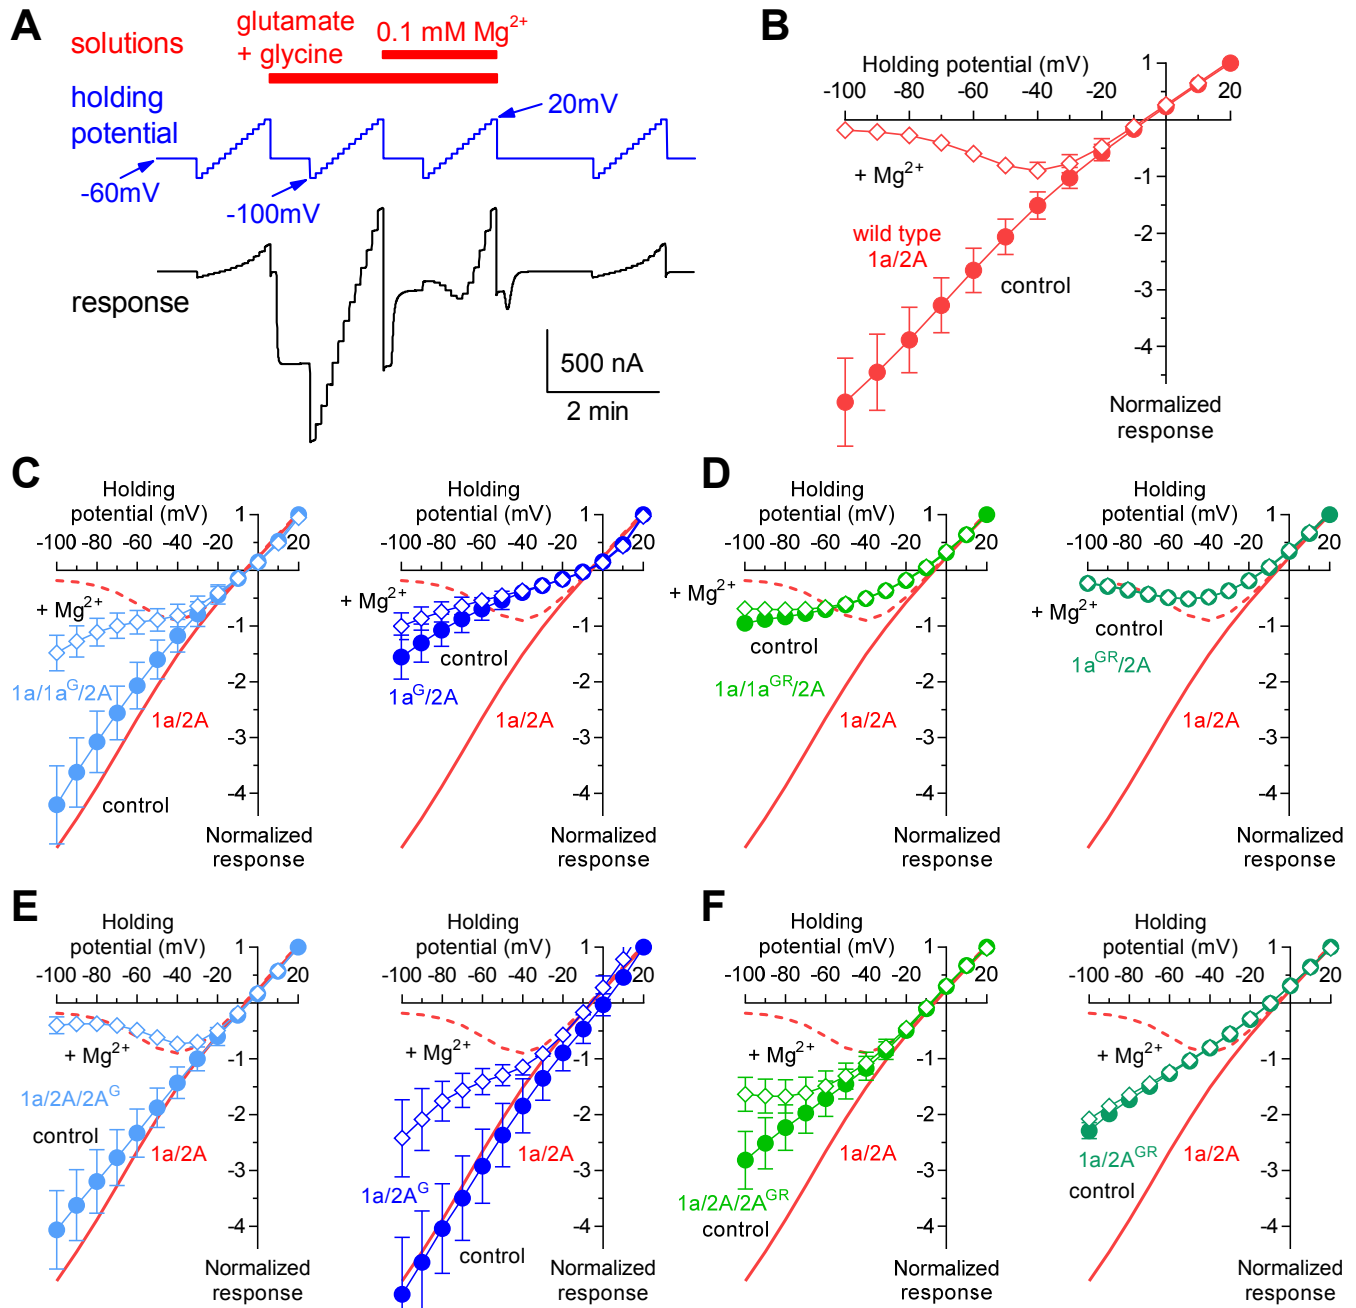 A
solutions
glutamate
+ glycine
0.1 mM Mg²⁺
holding
potential
20mV
-60mV
-100mV
response
500 nA
2 min
B
Holding potential (mV)
-100 -80 -60 -40 -20 20
1
-1
-2
-3
-4
+ Mg²⁺
wild type
1a/2A
control
Normalized
response
C
Holding
potential (mV)
-100 -80 -60 -40 -20 20
1
-1
-2
-3
-4
+ Mg²⁺
1a/1aᴳ/2A
1a/2A
control
Normalized
response
Holding
potential (mV)
-100 -80 -60 -40 -20 20
1
-1
-2
-3
-4
+ Mg²⁺
control
1aᴳ/2A
1a/2A
Normalized
response
D
Holding
potential (mV)
-100 -80 -60 -40 -20 20
1
-1
-2
-3
-4
+ Mg²⁺
control
1a/1aᴳᴿ/2A
1a/2A
Normalized
response
Holding
potential (mV)
-100 -80 -60 -40 -20 20
1
-1
-2
-3
-4
+ Mg²⁺
control
1aᴳᴿ/2A
1a/2A
Normalized
response
E
Holding
potential (mV)
-100 -80 -60 -40 -20 20
1
-1
-2
-3
-4
+ Mg²⁺
1a/2A/2Aᴳ
control
1a/2A
Normalized
response
Holding
potential (mV)
-100 -80 -60 -40 -20 20
1
-1
-2
-3
-4
+ Mg²⁺
1a/2A
1a/2Aᴳ
control
Normalized
response
F
Holding
potential (mV)
-100 -80 -60 -40 -20 20
1
-1
-2
-3
-4
+ Mg²⁺
1a/2A
1a/2A/2Aᴳᴿ
control
Normalized
response
Holding
potential (mV)
-100 -80 -60 -40 -20 20
1
-1
-2
-3
-4
+ Mg²⁺
1a/2Aᴳᴿ
1a/2A
control
Normalized
response